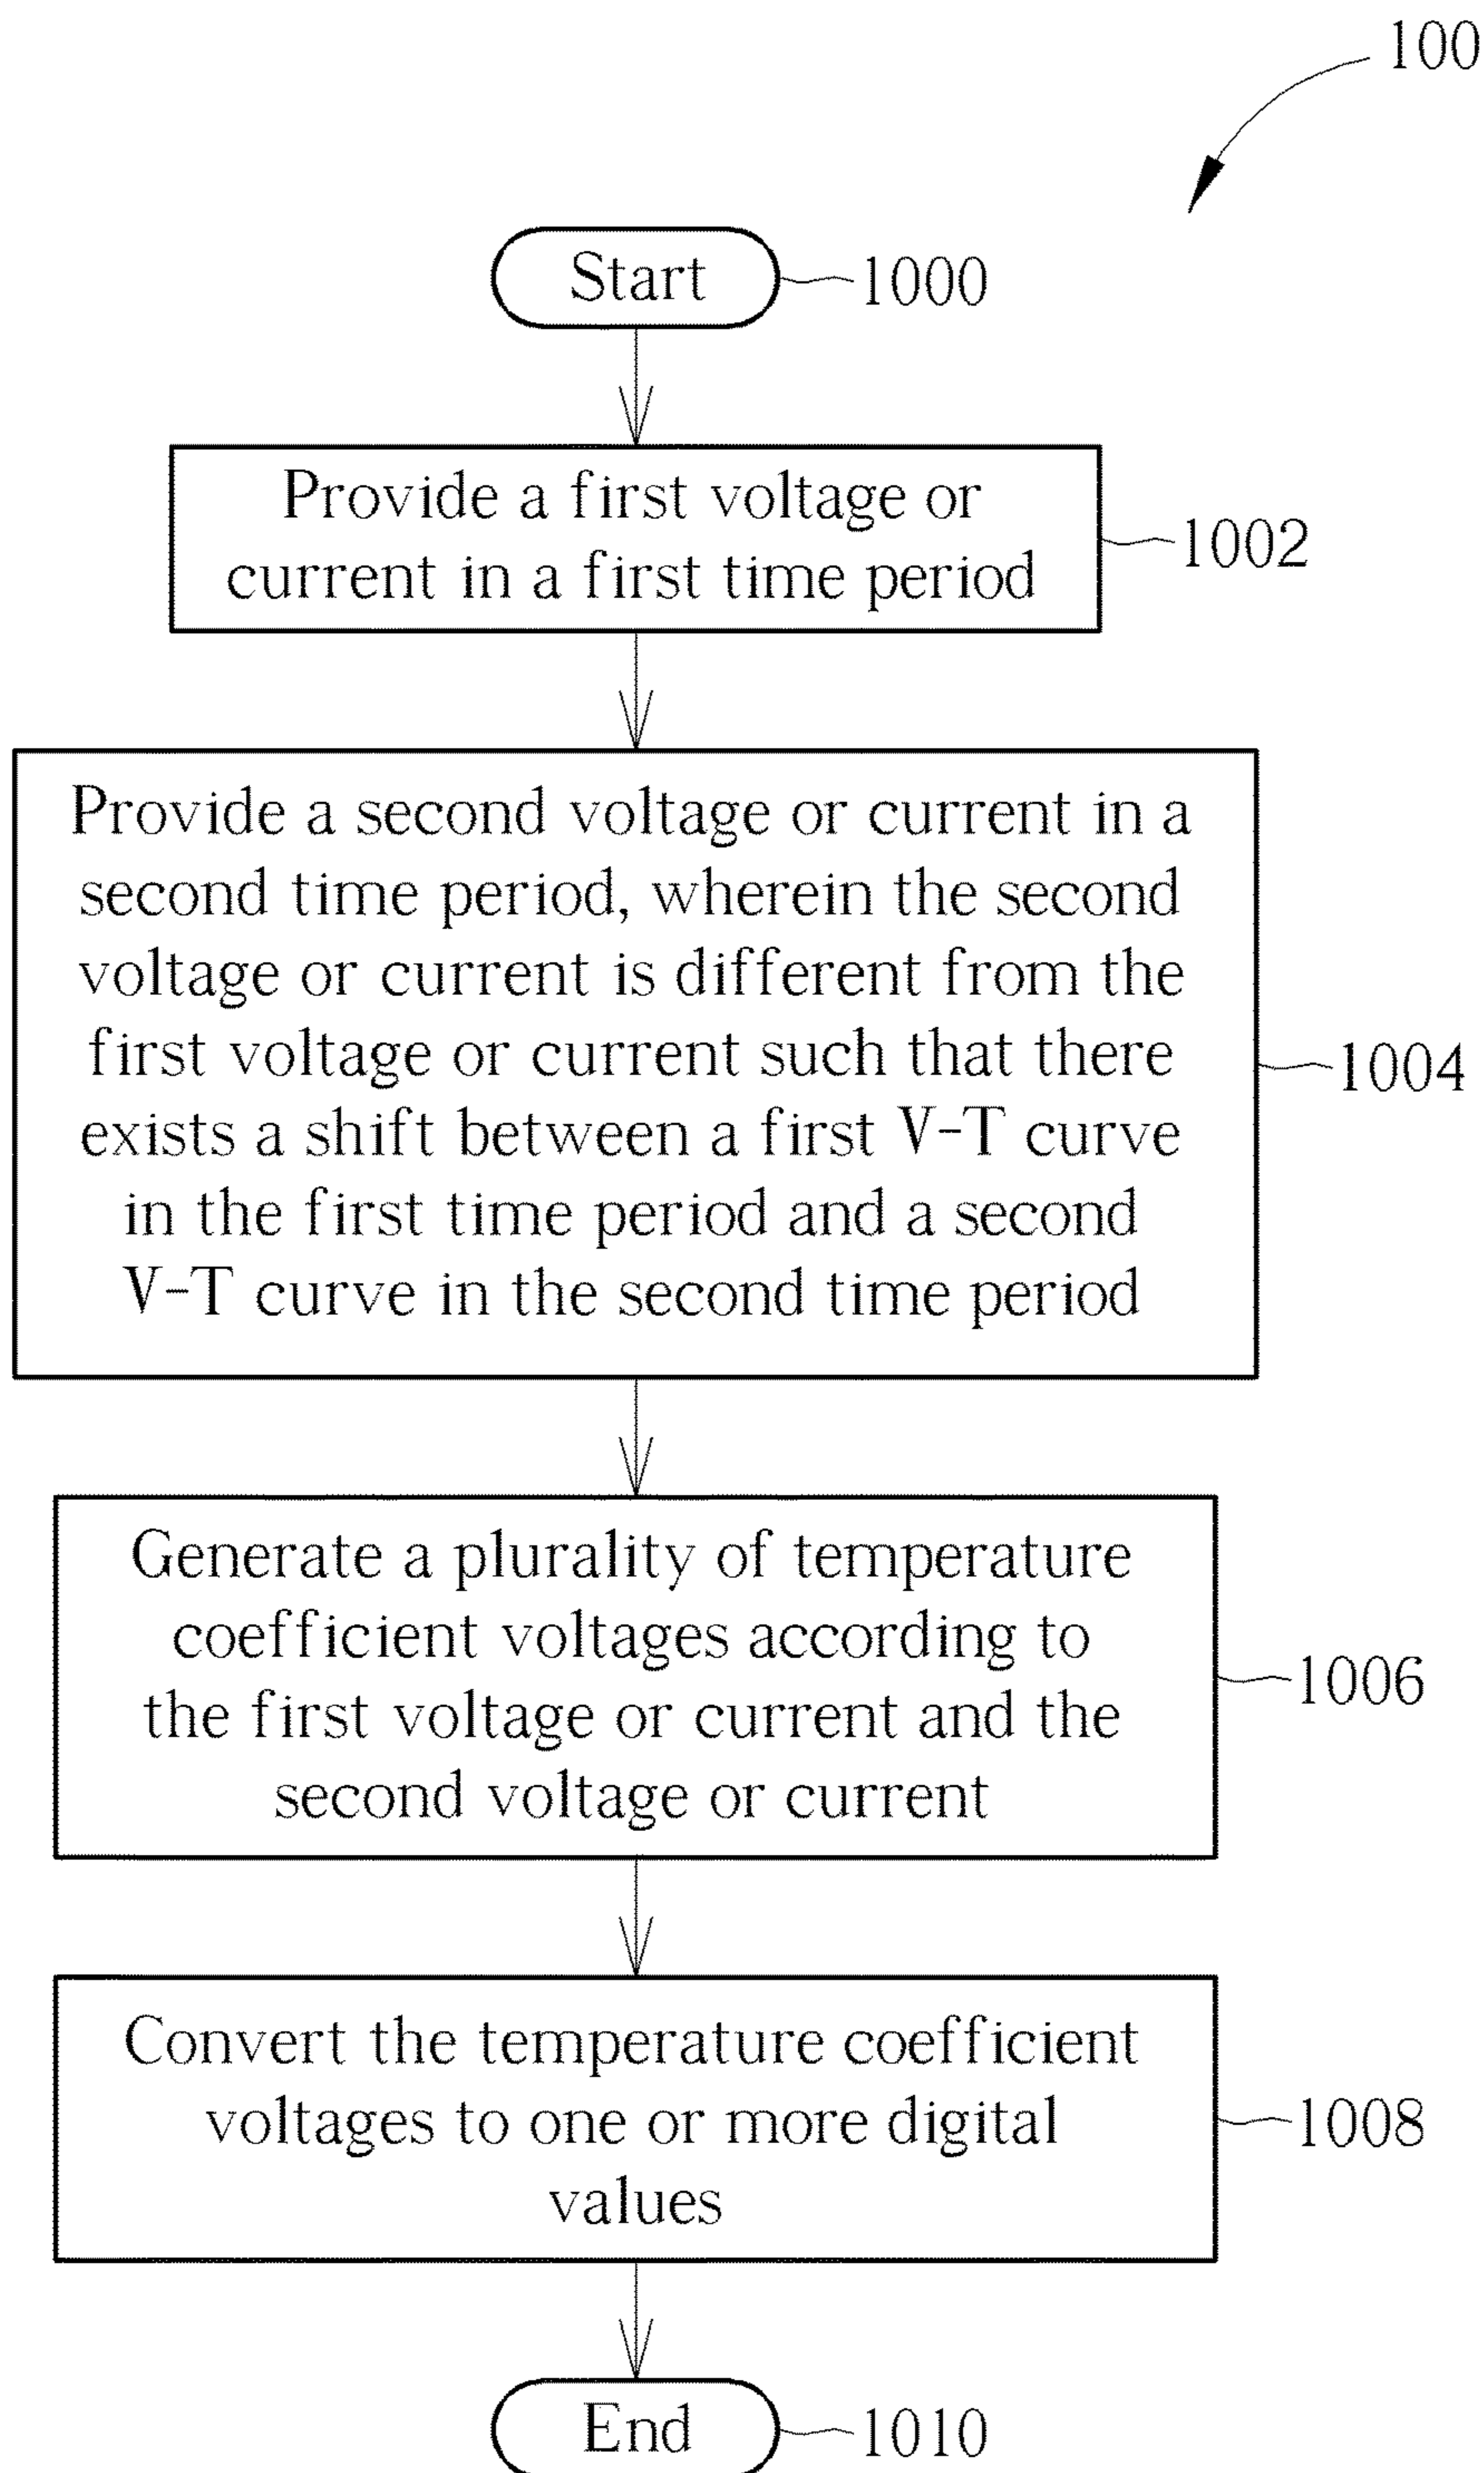 100
Start
1000
Provide a first voltage or
current in a first time period
1002
Provide a second voltage or current in a
second time period, wherein the second
voltage or current is different from the
first voltage or current such that there
exists a shift between a first V-T curve
in the first time period and a second
V-T curve in the second time period
1004
Generate a plurality of temperature
coefficient voltages according to
the first voltage or current and the
second voltage or current
1006
Convert the temperature coefficient
voltages to one or more digital
values
1008
End
1010